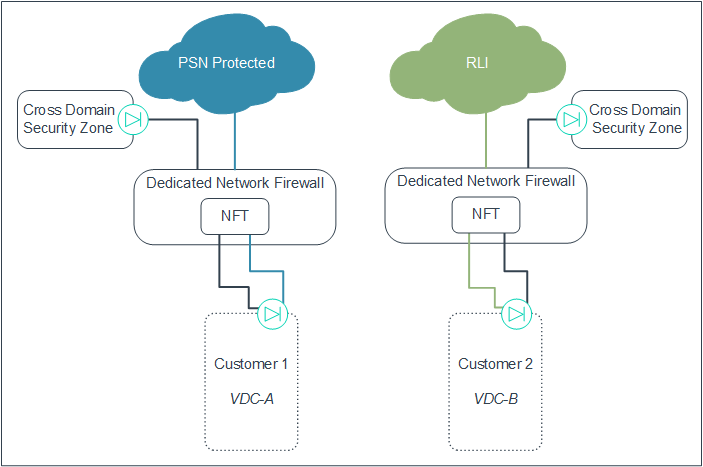 PSN Protected
RLI
Cross Domain
Security Zone
Cross Domain
Security Zone
Dedicated Network Firewall
NFT
Dedicated Network Firewall
NFT
Customer 1
VDC-A
Customer 2
VDC-B